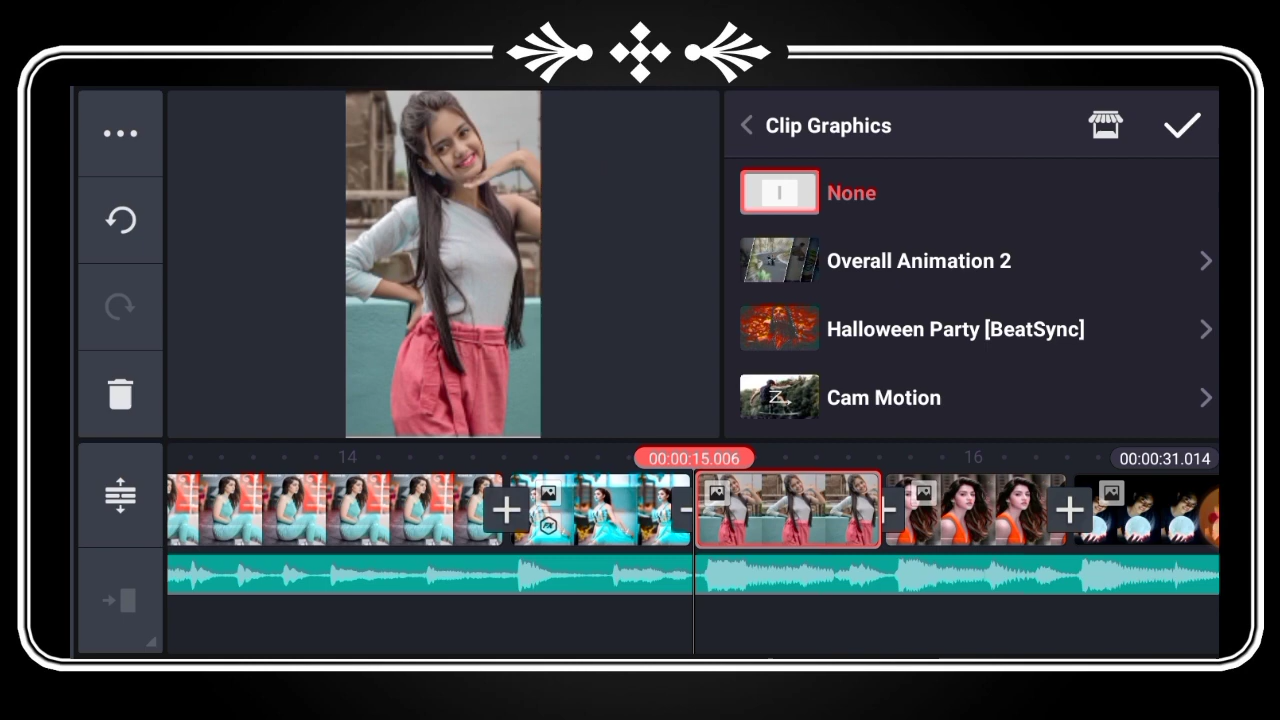 Clip Graphics
None
Overall Animation 2
Halloween Party [BeatSync]
Cam Motion
14
00:00:15.006
16
00:00:31.014